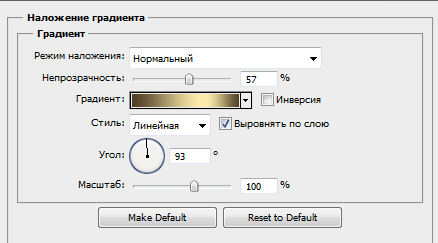 Наложение градиента
Градиент
Режим наложения: Нормальный
Непрозрачность: 57 %
Градиент: Инверсия
Стиль: Линейная Выровнять по слою
Угол: 93 °
Масштаб: 100 %
Make Default Reset to Default